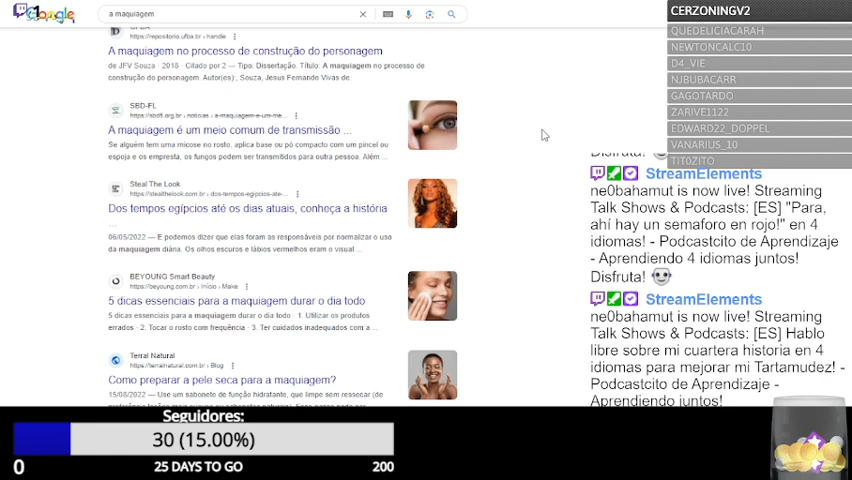 Google
a maquiagem
https://repositorio.ufba.br › handle
A maquiagem no processo de construção do personagem
de JFV Souza · 2018 · Citado por 2 — Tipo: Dissertação. Título: A maquiagem no processo de
construção do personagem. Autor(es): , Souza, Jesus Fernando Vivas de.
SBD-FL
https://sbdfl.org.br › noticias › a-maquiagem-e-um-me...
A maquiagem é um meio comum de transmissão ...
Se alguém tem uma micose no rosto, aplica base ou pó compacto com um pincel ou
espoja e os empresta, os fungos podem ser transmitidos para outra pessoa. Além ...
Steal The Look
https://stealthelook.com.br › dos-tempos-egipcios-ate-...
Dos tempos egípcios até os dias atuais, conheça a história
...
06/05/2022 — E podemos dizer que elas foram as responsáveis por normalizar o uso
da maquiagem diária. Os olhos escuros e lábios vermelhos eram o visual ...
BEYOUNG Smart Beauty
https://beyoung.com.br › Início › Make
5 dicas essenciais para a maquiagem durar o dia todo
5 dicas essenciais para a maquiagem durar o dia todo · 1. Utilizar os produtos
errados · 2. Tocar o rosto com frequência · 3. Ter cuidados inadequados com a ...
Terral Natural
https://terralnatural.com.br › Blog
Como preparar a pele seca para a maquiagem?
15/08/2022 — Use um sabonete de função hidratante, que limpe sem ressecar (de
CERZONINGV2
QUEDELICIACARAH
NEWTONCALC10
D4_VIE
NJBUBACARR
GAGOTARDO
ZARIVE1122
EDWARD22_DOPPEL
VANARIUS_10
TIT0ZITO
Disfruta!
StreamElements
ne0bahamut is now live! Streaming
Talk Shows & Podcasts: [ES] "Para,
ahí hay un semaforo en rojo!" en 4
idiomas! - Podcastcito de Aprendizaje
- Aprendiendo 4 idiomas juntos!
Disfruta!
StreamElements
ne0bahamut is now live! Streaming
Talk Shows & Podcasts: [ES] Hablo
libre sobre mi cuartera historia en 4
idiomas para mejorar mi Tartamudez! -
Podcastcito de Aprendizaje -
Aprendiendo juntos!
Seguidores:
30 (15.00%)
0 25 DAYS TO GO 200